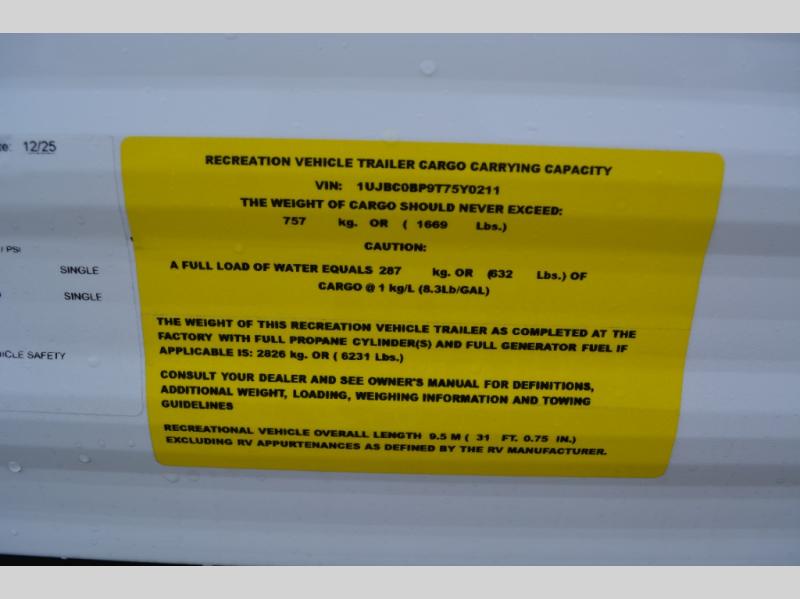 12/25
/ PSI
SINGLE
SINGLE
SAFETY
RECREATION VEHICLE TRAILER CARGO CARRYING CAPACITY
VIN: 1UJBC0BP9T75Y0211
THE WEIGHT OF CARGO SHOULD NEVER EXCEED:
757 kg. OR ( 1669 Lbs.)
CAUTION:
A FULL LOAD OF WATER EQUALS 287 kg. OR (632 Lbs.) OF
CARGO @ 1 kg/L (8.3Lb/GAL)
THE WEIGHT OF THIS RECREATION VEHICLE TRAILER AS COMPLETED AT THE
FACTORY WITH FULL PROPANE CYLINDER(S) AND FULL GENERATOR FUEL IF
APPLICABLE IS: 2826 kg. OR ( 6231 Lbs.)
CONSULT YOUR DEALER AND SEE OWNER'S MANUAL FOR DEFINITIONS,
ADDITIONAL WEIGHT, LOADING, WEIGHING INFORMATION AND TOWING
GUIDELINES
RECREATIONAL VEHICLE OVERALL LENGTH 9.5 M ( 31 FT. 0.75 IN.)
EXCLUDING RV APPURTENANCES AS DEFINED BY THE RV MANUFACTURER.